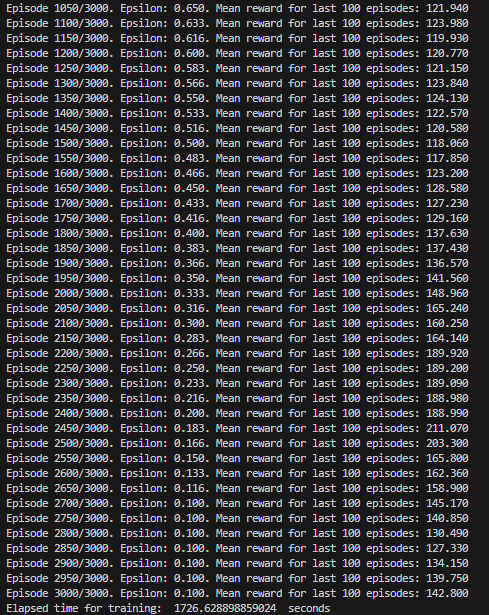 Episode 1050/3000. Epsilon: 0.650. Mean reward for last 100 episodes: 121.940
Episode 1100/3000. Epsilon: 0.633. Mean reward for last 100 episodes: 123.980
Episode 1150/3000. Epsilon: 0.616. Mean reward for last 100 episodes: 119.930
Episode 1200/3000. Epsilon: 0.600. Mean reward for last 100 episodes: 120.770
Episode 1250/3000. Epsilon: 0.583. Mean reward for last 100 episodes: 121.150
Episode 1300/3000. Epsilon: 0.566. Mean reward for last 100 episodes: 123.840
Episode 1350/3000. Epsilon: 0.550. Mean reward for last 100 episodes: 124.130
Episode 1400/3000. Epsilon: 0.533. Mean reward for last 100 episodes: 122.570
Episode 1450/3000. Epsilon: 0.516. Mean reward for last 100 episodes: 120.580
Episode 1500/3000. Epsilon: 0.500. Mean reward for last 100 episodes: 118.060
Episode 1550/3000. Epsilon: 0.483. Mean reward for last 100 episodes: 117.850
Episode 1600/3000. Epsilon: 0.466. Mean reward for last 100 episodes: 123.200
Episode 1650/3000. Epsilon: 0.450. Mean reward for last 100 episodes: 128.580
Episode 1700/3000. Epsilon: 0.433. Mean reward for last 100 episodes: 127.230
Episode 1750/3000. Epsilon: 0.416. Mean reward for last 100 episodes: 129.160
Episode 1800/3000. Epsilon: 0.400. Mean reward for last 100 episodes: 137.630
Episode 1850/3000. Epsilon: 0.383. Mean reward for last 100 episodes: 137.430
Episode 1900/3000. Epsilon: 0.366. Mean reward for last 100 episodes: 136.570
Episode 1950/3000. Epsilon: 0.350. Mean reward for last 100 episodes: 141.560
Episode 2000/3000. Epsilon: 0.333. Mean reward for last 100 episodes: 148.960
Episode 2050/3000. Epsilon: 0.316. Mean reward for last 100 episodes: 165.240
Episode 2100/3000. Epsilon: 0.300. Mean reward for last 100 episodes: 160.250
Episode 2150/3000. Epsilon: 0.283. Mean reward for last 100 episodes: 164.140
Episode 2200/3000. Epsilon: 0.266. Mean reward for last 100 episodes: 189.920
Episode 2250/3000. Epsilon: 0.250. Mean reward for last 100 episodes: 189.200
Episode 2300/3000. Epsilon: 0.233. Mean reward for last 100 episodes: 189.090
Episode 2350/3000. Epsilon: 0.216. Mean reward for last 100 episodes: 188.980
Episode 2400/3000. Epsilon: 0.200. Mean reward for last 100 episodes: 188.990
Episode 2450/3000. Epsilon: 0.183. Mean reward for last 100 episodes: 211.070
Episode 2500/3000. Epsilon: 0.166. Mean reward for last 100 episodes: 203.300
Episode 2550/3000. Epsilon: 0.150. Mean reward for last 100 episodes: 165.800
Episode 2600/3000. Epsilon: 0.133. Mean reward for last 100 episodes: 162.360
Episode 2650/3000. Epsilon: 0.116. Mean reward for last 100 episodes: 158.900
Episode 2700/3000. Epsilon: 0.100. Mean reward for last 100 episodes: 145.170
Episode 2750/3000. Epsilon: 0.100. Mean reward for last 100 episodes: 140.850
Episode 2800/3000. Epsilon: 0.100. Mean reward for last 100 episodes: 130.490
Episode 2850/3000. Epsilon: 0.100. Mean reward for last 100 episodes: 127.330
Episode 2900/3000. Epsilon: 0.100. Mean reward for last 100 episodes: 134.150
Episode 2950/3000. Epsilon: 0.100. Mean reward for last 100 episodes: 139.750
Episode 3000/3000. Epsilon: 0.100. Mean reward for last 100 episodes: 142.800
Elapsed time for training:  1726.628898859024  seconds